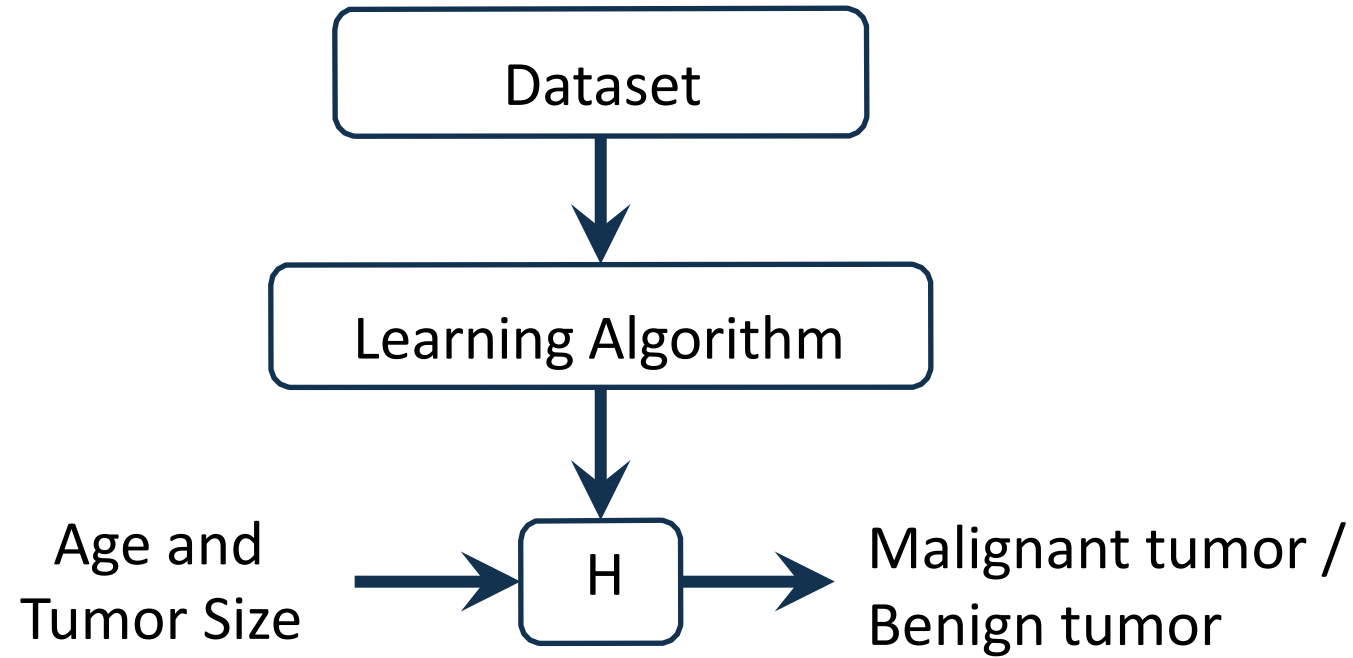 Dataset
Learning Algorithm
Age and
Tumor Size
H
Malignant tumor /
Benign tumor